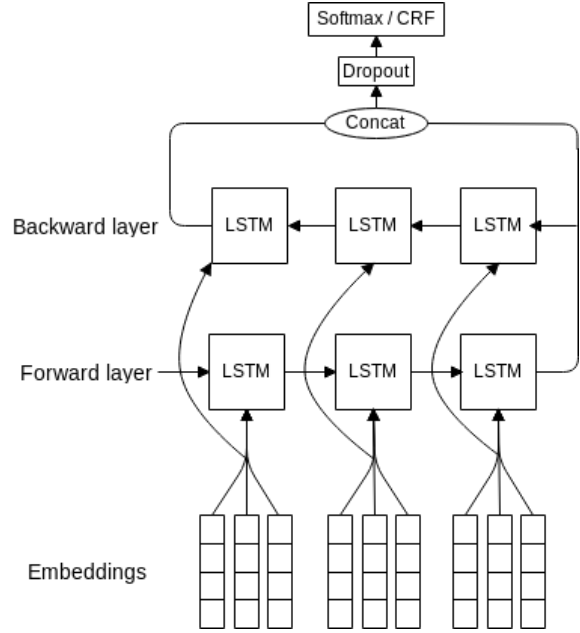 Softmax / CRF
Dropout
Concat
Backward layer
LSTM
LSTM
LSTM
Forward layer
LSTM
LSTM
LSTM
Embeddings